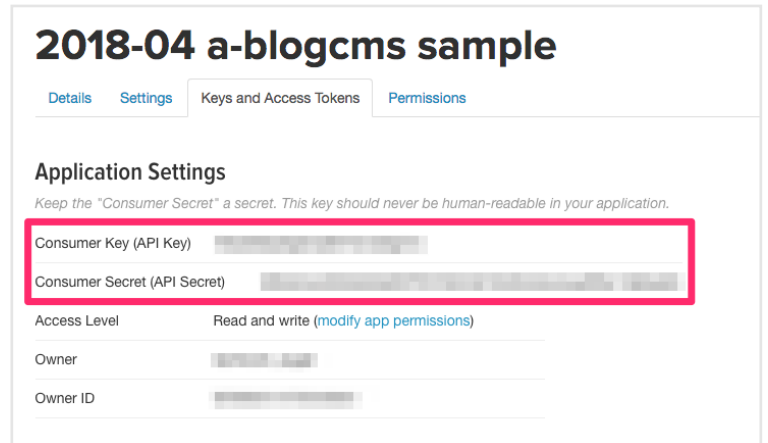 2018-04 a-blogcms sample
Details Settings Keys and Access Tokens Permissions
Application Settings
Keep the "Consumer Secret" a secret. This key should never be human-readable in your application.
Consumer Key (API Key)
Consumer Secret (API Secret)
Access Level Read and write (modify app permissions)
Owner
Owner ID